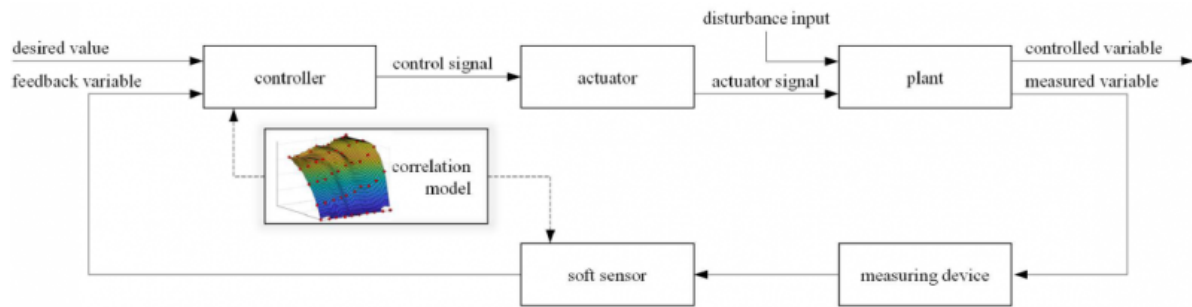 disturbance input
desired value
controlled variable
controller
control signal
actuator
plant
feedback variable
actuator signal
measured variable
correlation
model
soft sensor
measuring device